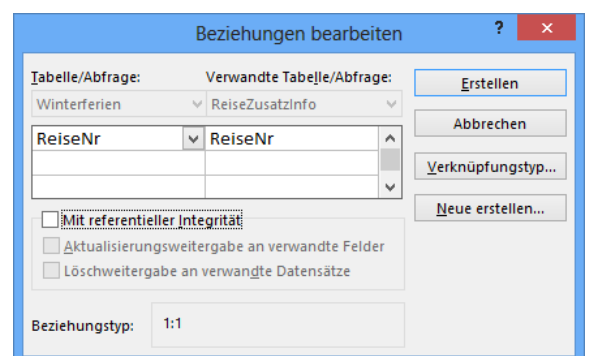 Beziehungen bearbeiten ? ×
Tabelle/Abfrage: Verwandte Tabelle/Abfrage:
Erstellen
Winterferien ReiseZusatzInfo
Abbrechen
ReiseNr ReiseNr
Verknüpfungstyp...
Neue erstellen...
Mit referentieller Integrität
Aktualisierungsweitergabe an verwandte Felder
Löschweitergabe an verwandte Datensätze
Beziehungstyp: 1:1